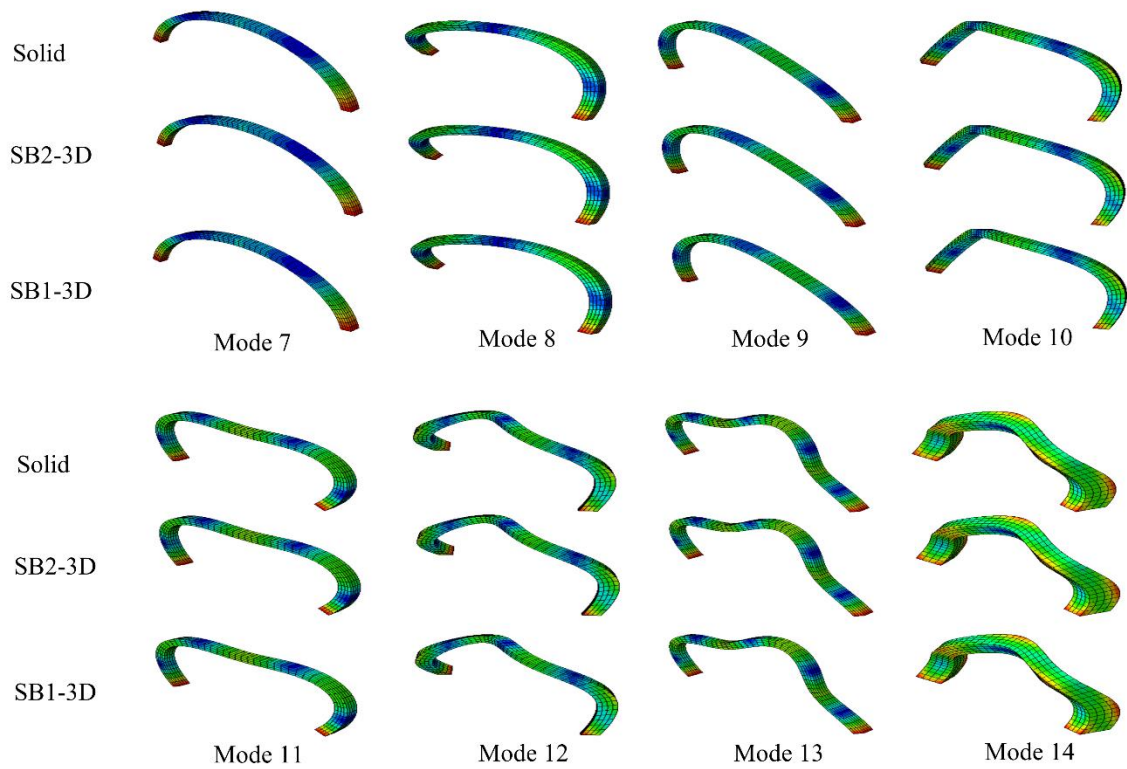 Solid
SB2-3D
SB1-3D
Mode 7 Mode 8 Mode 9 Mode 10
Solid
SB2-3D
SB1-3D
Mode 11 Mode 12 Mode 13 Mode 14